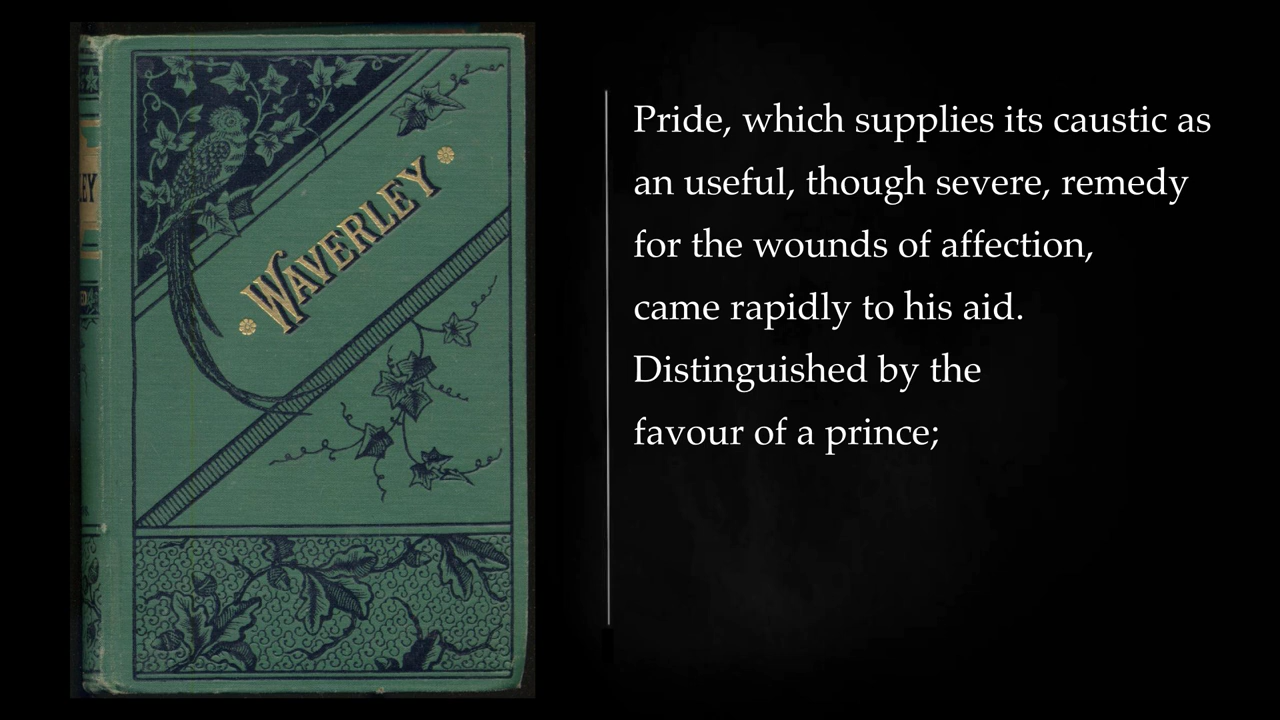 WAVERLEY
Pride, which supplies its caustic as
an useful, though severe, remedy
for the wounds of affection,
came rapidly to his aid.
Distinguished by the
favour of a prince;